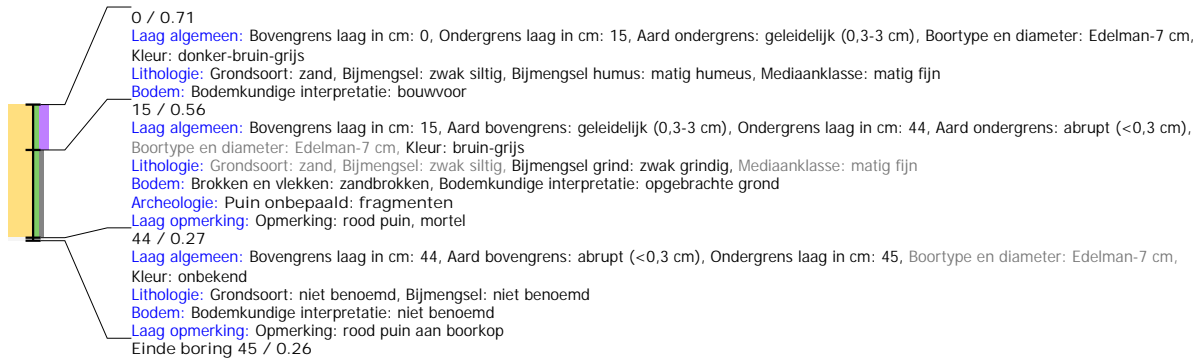 0 / 0.71
Laag algemeen: Bovengrens laag in cm: 0, Ondergrens laag in cm: 15, Aard ondergrens: geleidelijk (0,3-3 cm), Boortype en diameter: Edelman-7 cm,
Kleur: donker-bruin-grijs
Lithologie: Grondsoort: zand, Bijmengsel: zwak siltig, Bijmengsel humus: matig humeus, Mediaanklasse: matig fijn
Bodem: Bodemkundige interpretatie: bouwvoor
15 / 0.56
Laag algemeen: Bovengrens laag in cm: 15, Aard bovengrens: geleidelijk (0,3-3 cm), Ondergrens laag in cm: 44, Aard ondergrens: abrupt (<0,3 cm),
Boortype en diameter: Edelman-7 cm, Kleur: bruin-grijs
Lithologie: Grondsoort: zand, Bijmengsel: zwak siltig, Bijmengsel grind: zwak grindig, Mediaanklasse: matig fijn
Bodem: Brokken en vlekken: zandbrokken, Bodemkundige interpretatie: opgebrachte grond
Archeologie: Puin onbepaald: fragmenten
Laag opmerking: Opmerking: rood puin, mortel
44 / 0.27
Laag algemeen: Bovengrens laag in cm: 44, Aard bovengrens: abrupt (<0,3 cm), Ondergrens laag in cm: 45, Boortype en diameter: Edelman-7 cm,
Kleur: onbekend
Lithologie: Grondsoort: niet benoemd, Bijmengsel: niet benoemd
Bodem: Bodemkundige interpretatie: niet benoemd
Laag opmerking: Opmerking: rood puin aan boorkop
Einde boring 45 / 0.26